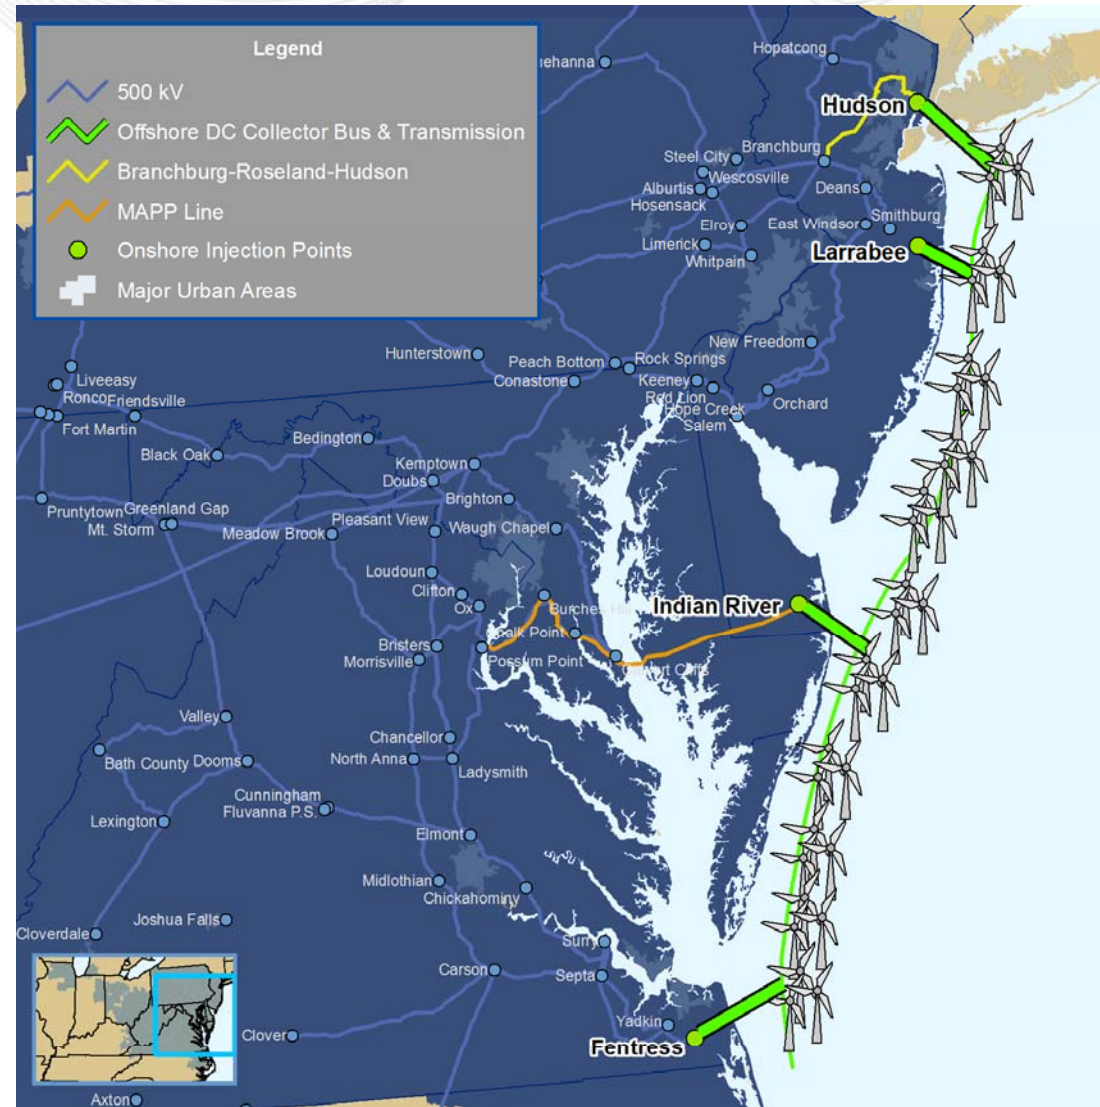 Legend
500 kV
Offshore DC Collector Bus & Transmission
Branchburg-Roseland-Hudson
MAPP Line
Onshore Injection Points
Major Urban Areas
Hopatcong
Hudson
Branchburg
Steel City
Wescosville
Alburtis
Hosensack
Deans
Smithburg
Elroy
East Windsor
Limerick
Larrabee
Whitpain
New Freedom
Hunterstown
Peach Bottom
Rock Springs
Conastone
Keeney
Red Lion
Orchard
Hope Creek
Salem
Liveeasy
Ronco
Friendsville
Fort Martin
Bedington
Black Oak
Kemptown
Doubs
Brighton
Pruntytown
Greenland Gap
Mt. Storm
Meadow Brook
Pleasant View
Waugh Chapel
Loudoun
Clifton
Ox
Indian River
Bristers
Morrisville
Possum Point
Valley
Chancellor
Bath County
Dooms
North Anna
Ladysmith
Cunningham
Fluvanna P.S.
Lexington
Elmont
Midlothian
Chickahominy
Joshua Falls
Cloverdale
Surry
Carson
Septa
Yadkin
Clover
Fentress
Axton